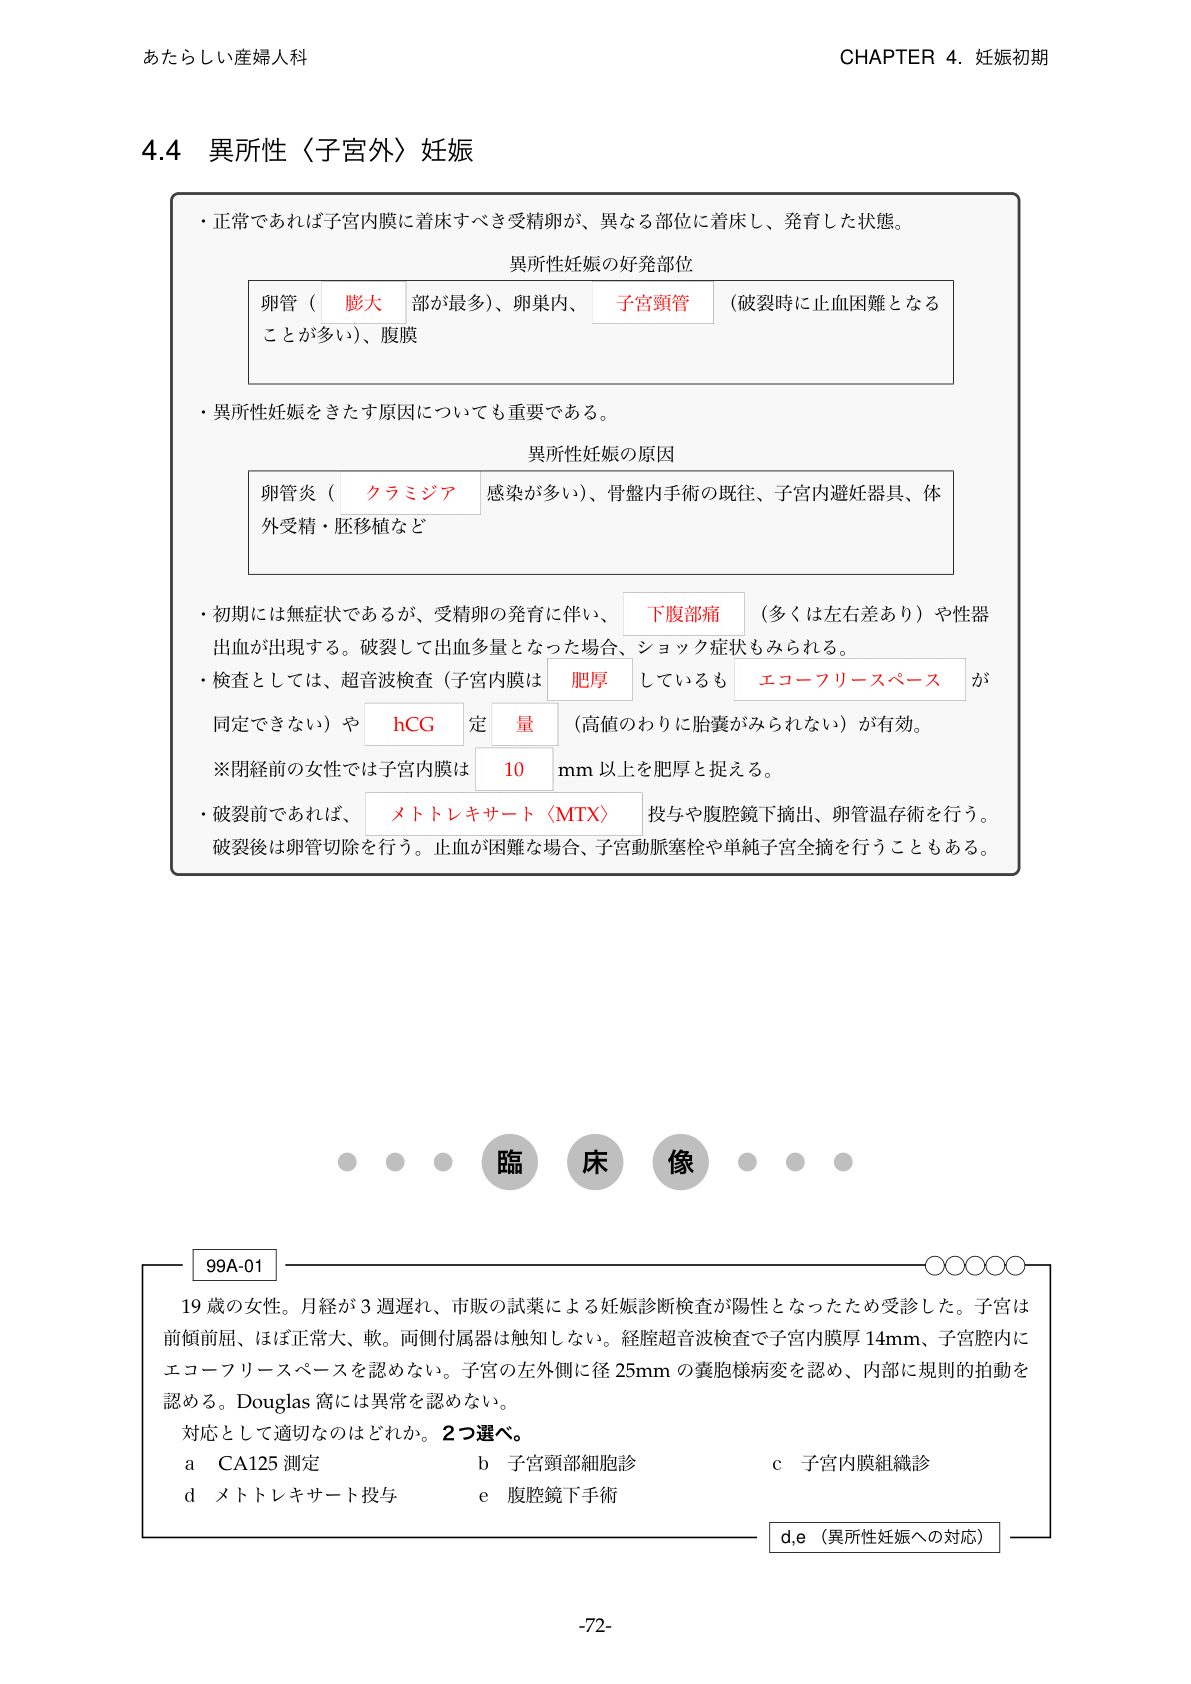 あたらしい産婦人科
CHAPTER 4. 妊娠初期
4.4 異所性〈子宮外〉妊娠
・正常であれば子宮内膜に着床すべき受精卵が、異なる部位に着床し、発育した状態。
異所性妊娠の好発部位
卵管（ 膨大 部が最多）、卵巣内、 子宮頸管 （破裂時に止血困難となる
ことが多い）、腹膜
・異所性妊娠をきたす原因についても重要である。
異所性妊娠の原因
卵管炎（ クラミジア 感染が多い）、骨盤内手術の既往、子宮内避妊器具、体
外受精・胚移植など
・初期には無症状であるが、受精卵の発育に伴い、 下腹部痛 （多くは左右差あり）や性器
出血が出現する。破裂して出血多量となった場合、ショック症状もみられる。
・検査としては、超音波検査（子宮内膜は 肥厚 しているも エコーフリースペース が
同定できない）や hCG 定 量 （高値のわりに胎嚢がみられない）が有効。
※閉経前の女性では子宮内膜は 10 mm 以上を肥厚と捉える。
・破裂前であれば、 メトトレキサート〈MTX〉 投与や腹腔鏡下摘出、卵管温存術を行う。
破裂後は卵管切除を行う。止血が困難な場合、子宮動脈塞栓や単純子宮全摘を行うこともある。
臨床像
99A-01
○○○○○
19 歳の女性。月経が 3 週遅れ、市販の試薬による妊娠診断検査が陽性となったため受診した。子宮は
前傾前屈、ほぼ正常大、軟。両側付属器は触知しない。経腟超音波検査で子宮内膜厚 14mm、子宮腔内に
エコーフリースペースを認めない。子宮の左外側に径 25mm の嚢胞様病変を認め、内部に規則的拍動を
認める。Douglas 窩には異常を認めない。
対応として適切なのはどれか。2つ選べ。
a CA125 測定 b 子宮頸部細胞診 c 子宮内膜組織診
d メトトレキサート投与 e 腹腔鏡下手術
d,e （異所性妊娠への対応）
-72-